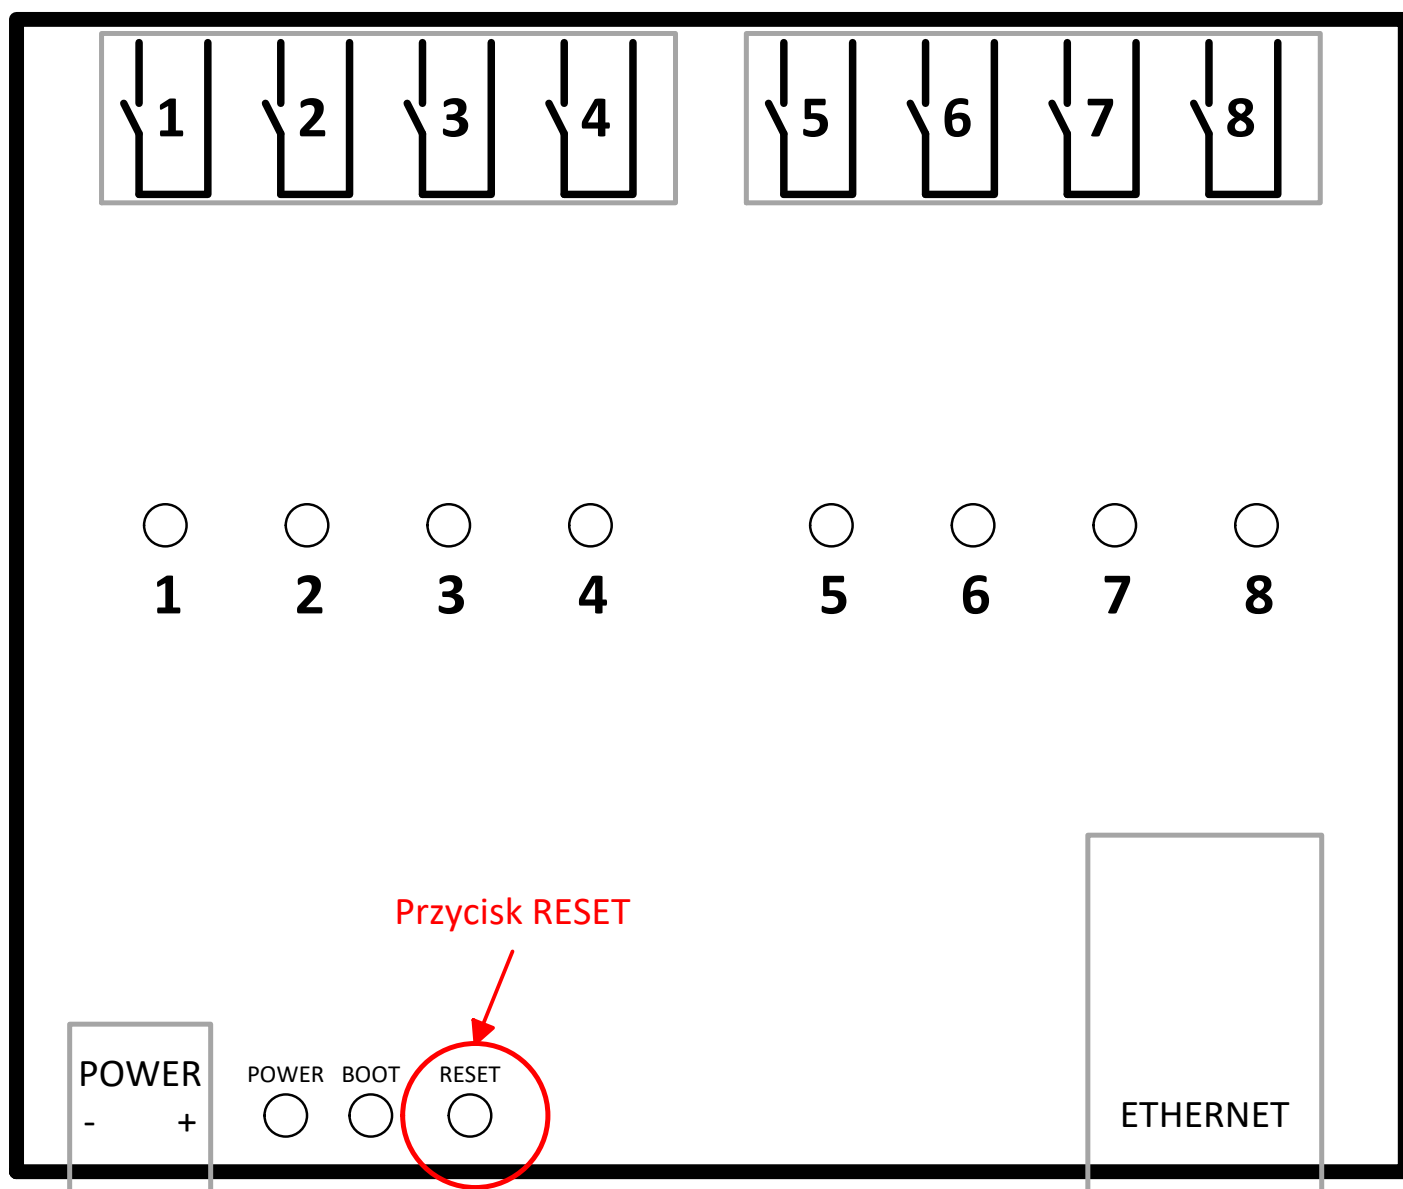 1 2 3 4 5 6 7 8
1 2 3 4 5 6 7 8
Przycisk RESET
POWER
- +
POWER BOOT RESET
ETHERNET